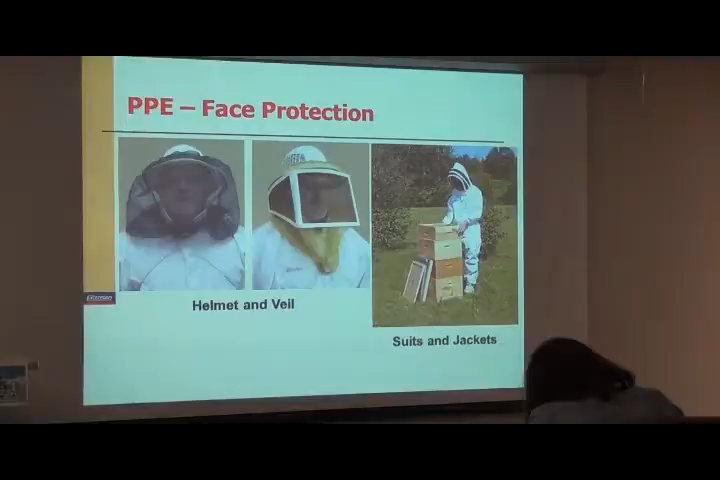 PPE – Face Protection
Helmet and Veil
Suits and Jackets